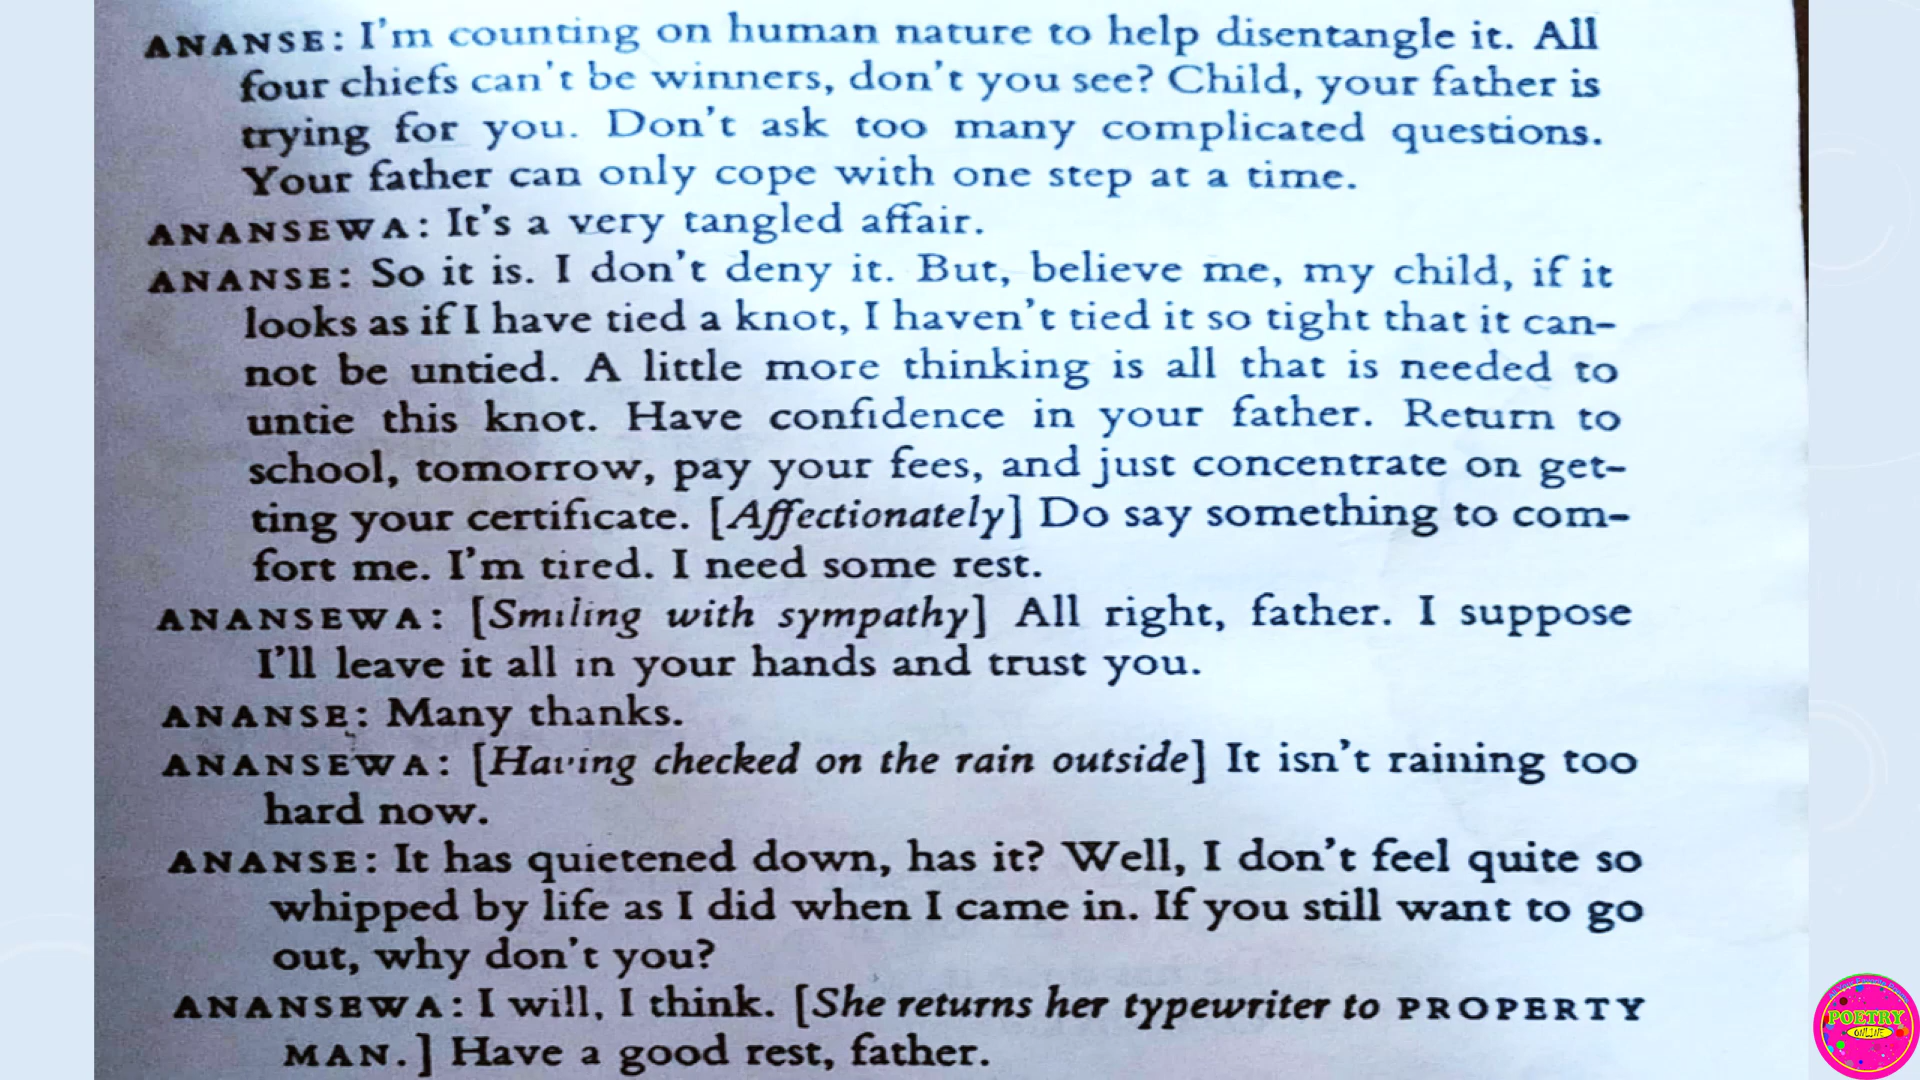 ANANSE: I'm counting on human nature to help disentangle it. All
four chiefs can't be winners, don't you see? Child, your father is
trying for you. Don't ask too many complicated questions.
Your father can only cope with one step at a time.
ANANSEWA: It's a very tangled affair.
ANANSE: So it is. I don't deny it. But, believe me, my child, if it
looks as if I have tied a knot, I haven't tied it so tight that it can-
not be untied. A little more thinking is all that is needed to
untie this knot. Have confidence in your father. Return to
school, tomorrow, pay your fees, and just concentrate on get-
ting your certificate. [Affectionately] Do say something to com-
fort me. I'm tired. I need some rest.
ANANSEWA: [Smiling with sympathy] All right, father. I suppose
I'll leave it all in your hands and trust you.
ANANSE: Many thanks.
ANANSEWA: [Having checked on the rain outside] It isn't raining too
hard now.
ANANSE: It has quietened down, has it? Well, I don't feel quite so
whipped by life as I did when I came in. If you still want to go
out, why don't you?
ANANSEWA: I will, I think. [She returns her typewriter to PROPERTY
MAN.] Have a good rest, father.
POETRY
ONLINE